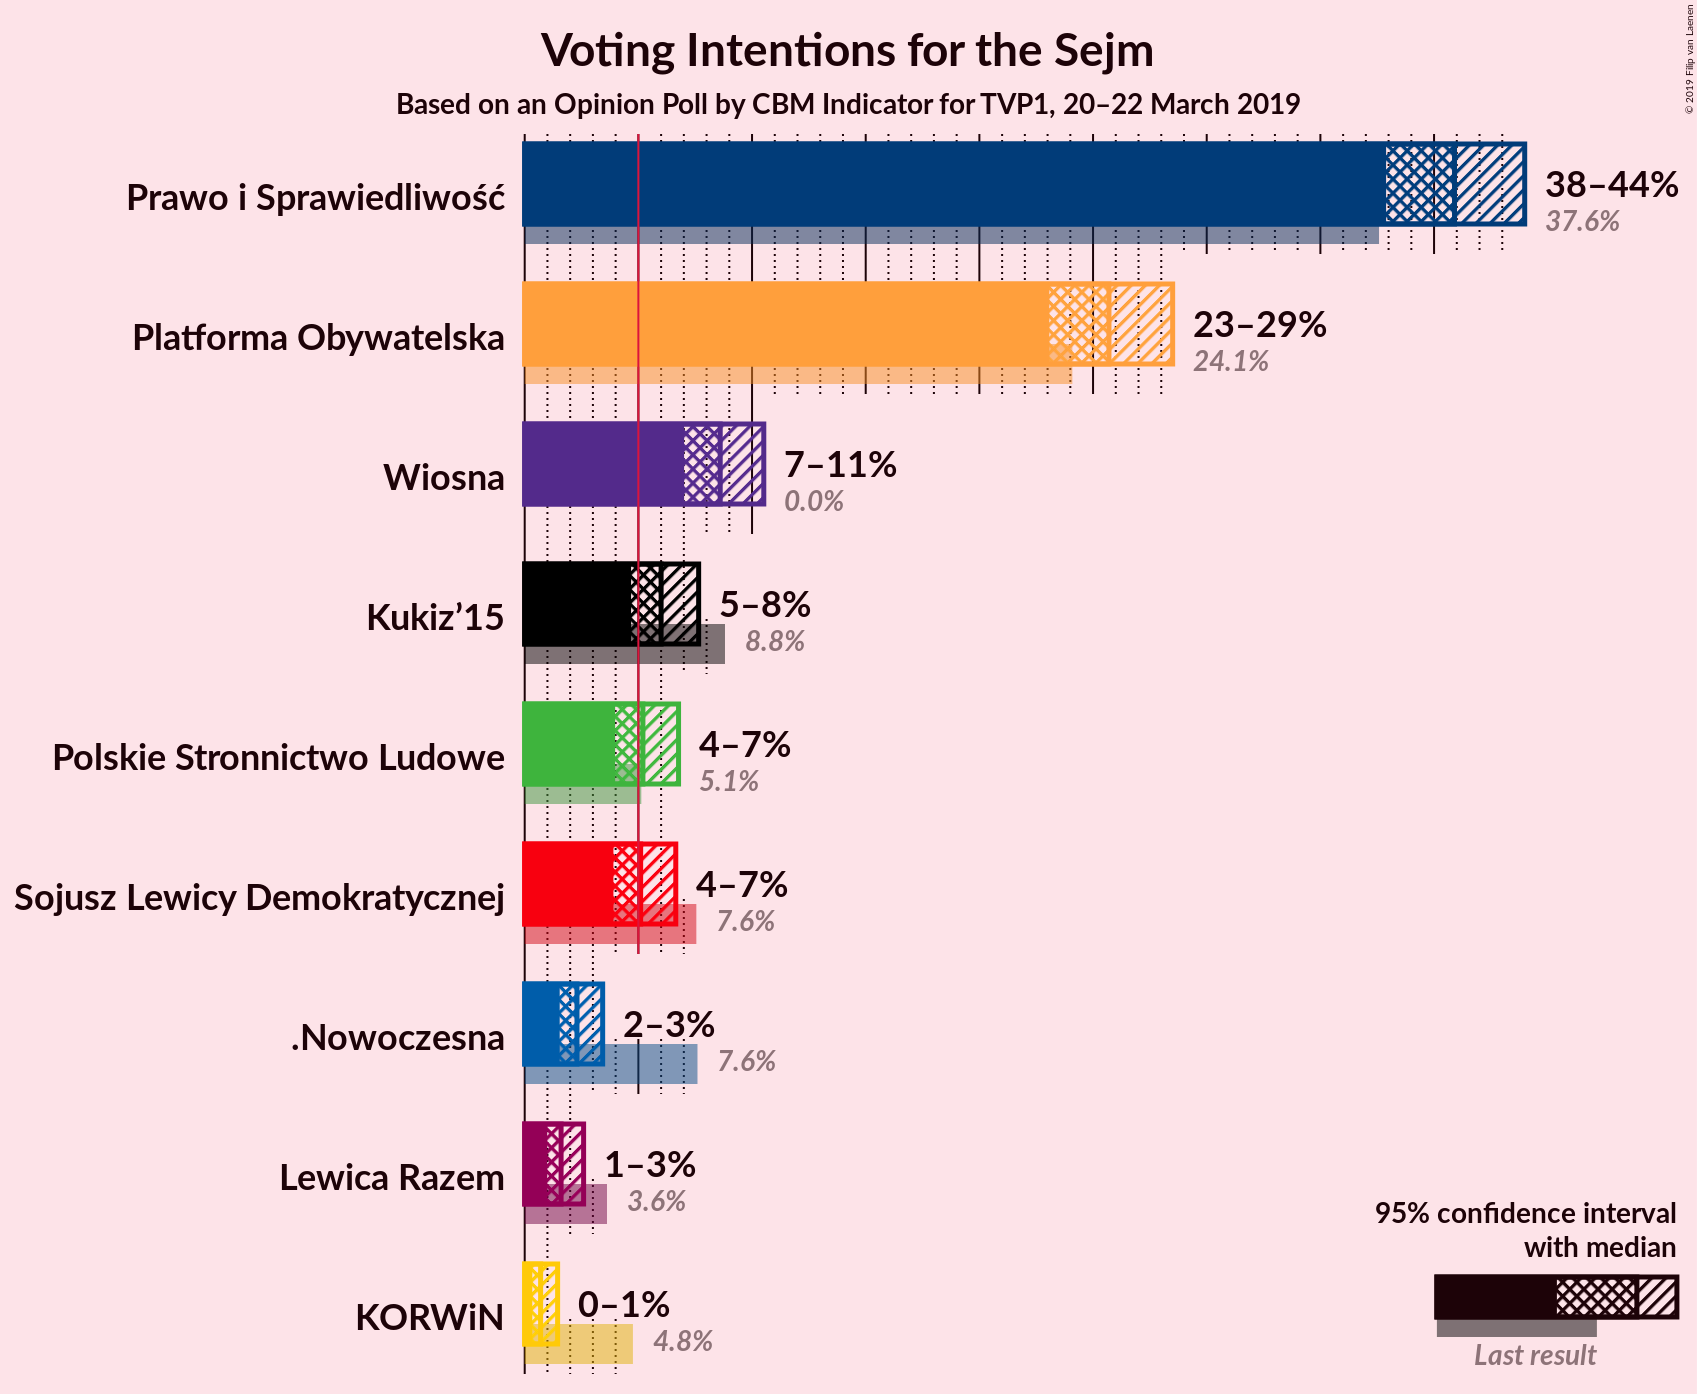 Voting Intentions for the Sejm
Based on an Opinion Poll by CBM Indicator for TVP1, 20–22 March 2019
© 2019 Filip van Laenen
Prawo i Sprawiedliwość
38–44%
37.6%
Platforma Obywatelska
23–29%
24.1%
Wiosna
7–11%
0.0%
Kukiz’15
5–8%
8.8%
Polskie Stronnictwo Ludowe
4–7%
5.1%
Sojusz Lewicy Demokratycznej
4–7%
7.6%
.Nowoczesna
2–3%
7.6%
Lewica Razem
1–3%
3.6%
KORWiN
0–1%
4.8%
95% confidence interval
with median
Last result